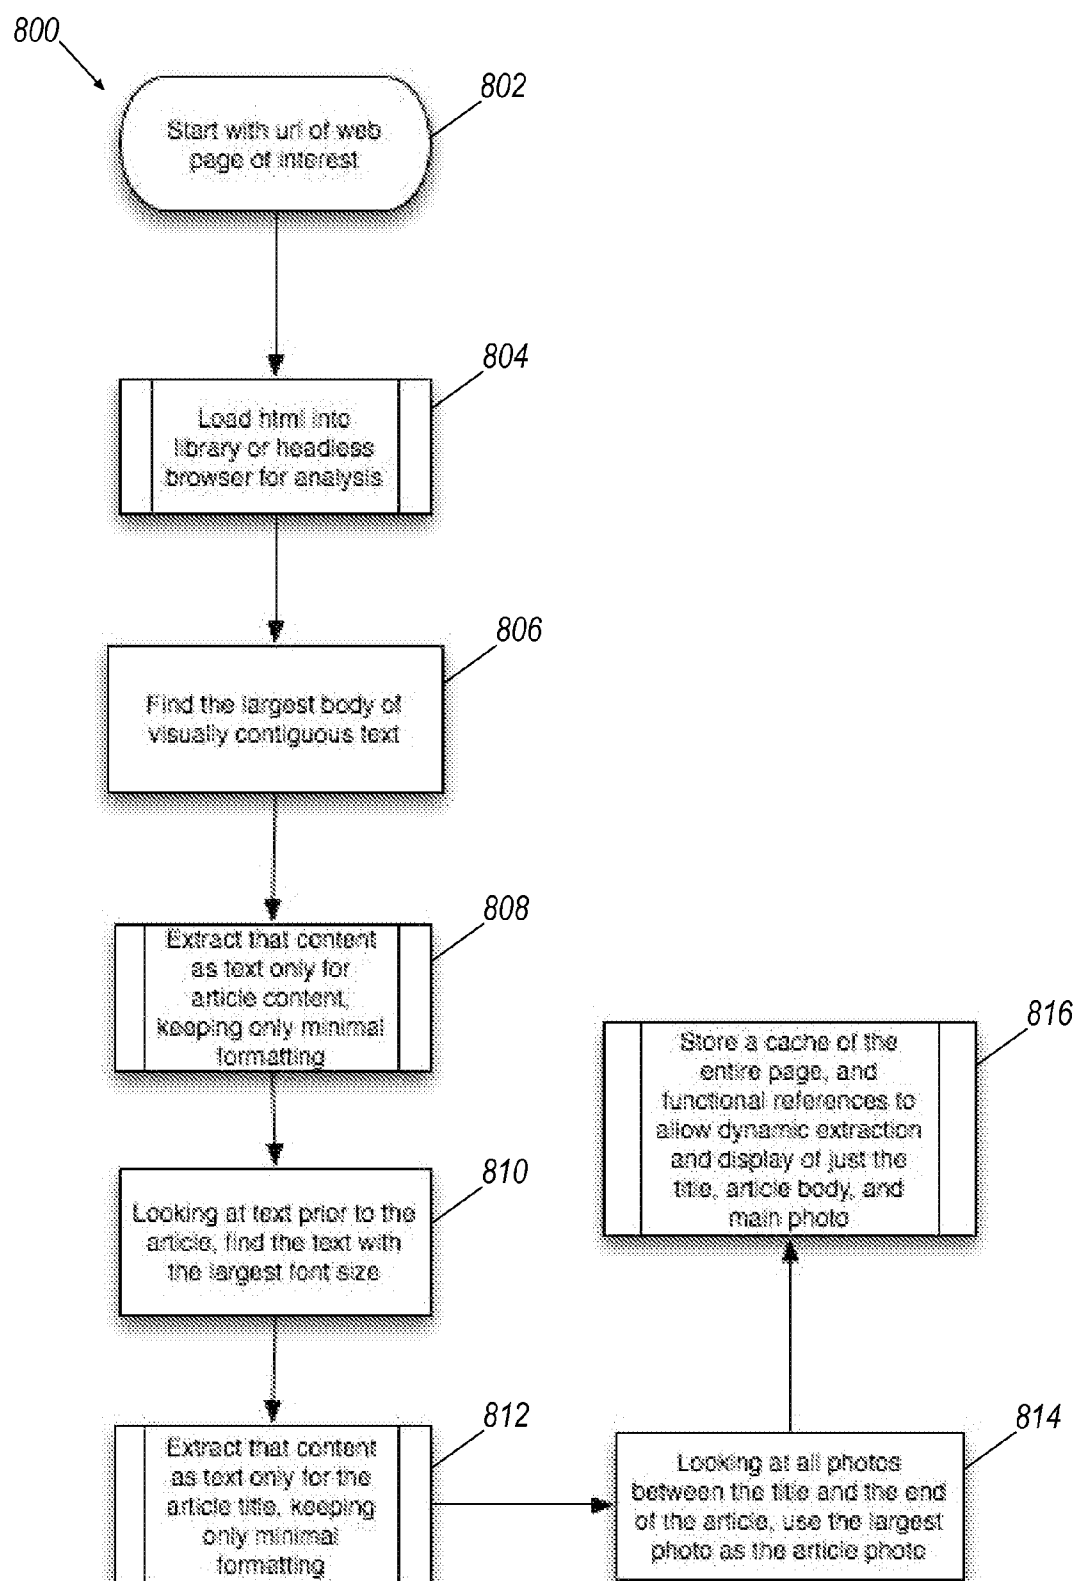 800
802
Start with url of web
page of interest
804
Load html into
library or headless
browser for analysis
806
Find the largest body of
visually contiguous text
808
Extract that content
as text only for
article content,
keeping only minimal
formatting
810
Looking at text prior to the
article, find the text with
the largest font size
812
Extract that content
as text only for the
article title, keeping
only minimal
formatting
814
Looking at all photos
between the title and the end
of the article, use the largest
photo as the article photo
816
Store a cache of the
entire page, and
functional references to
allow dynamic extraction
and display of just the
title, article body, and
main photo